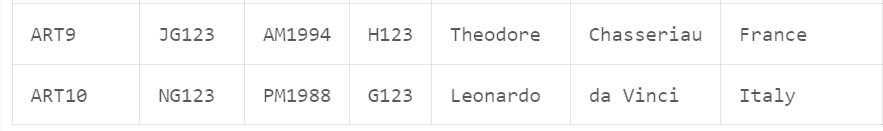 ART9 JG123 AM1994 H123 Theodore Chasseriau France
ART10 NG123 PM1988 G123 Leonardo da Vinci Italy